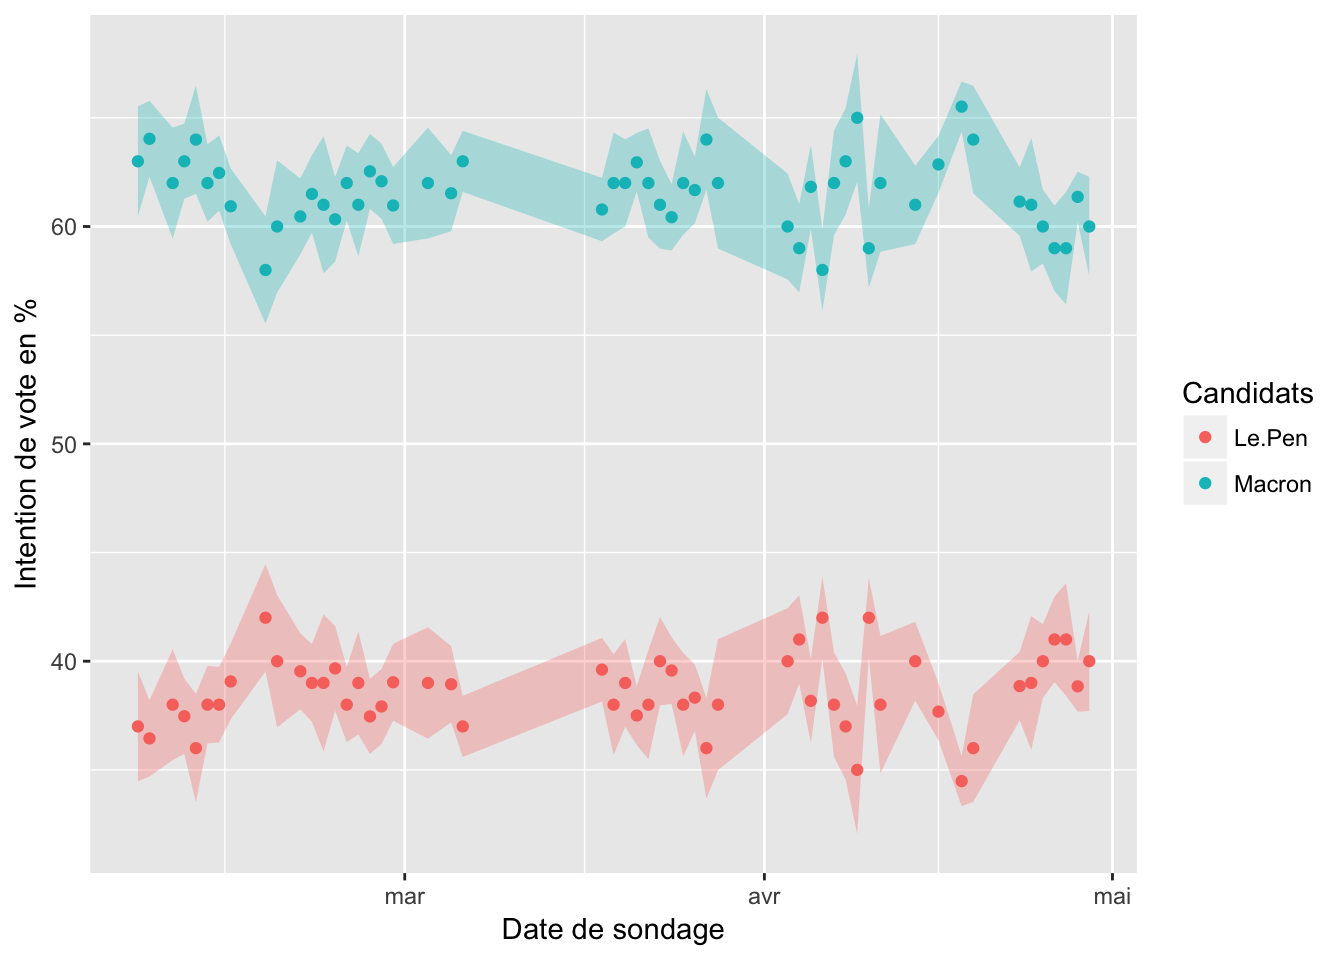 60
50
40
mar
avr
mai
Date de sondage
Intention de vote en %
Candidats
Le.Pen
Macron